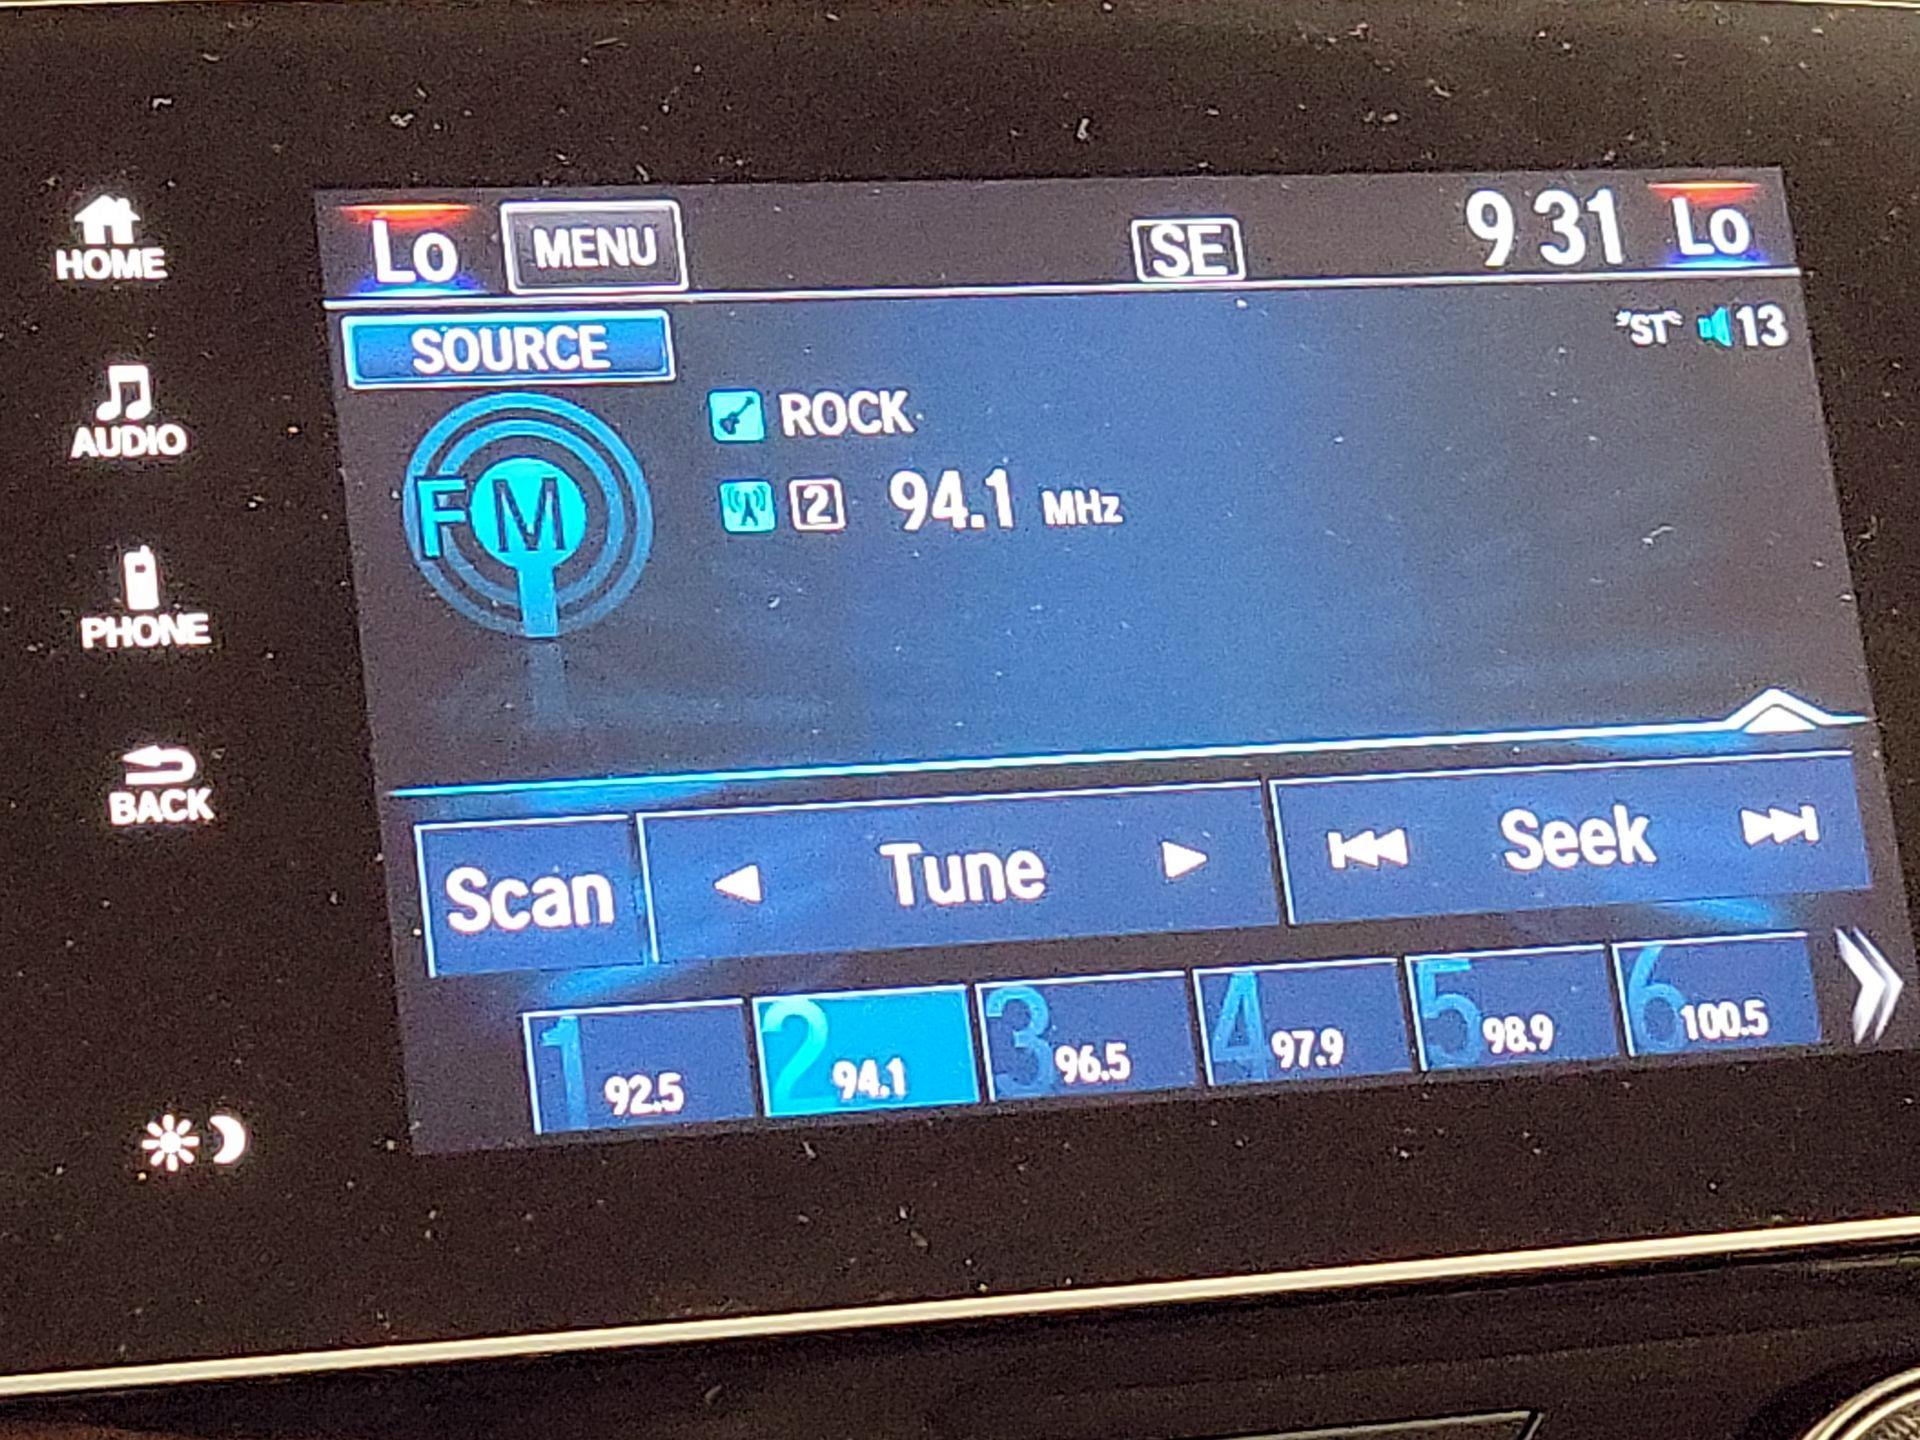 HOME
AUDIO
PHONE
BACK
Lo MENU SE 9 31 Lo
SOURCE ST 13
FM
ROCK
2 94.1 MHz
Scan Tune Seek
1 92.5 2 94.1 3 96.5 4 97.9 5 98.9 6 100.5